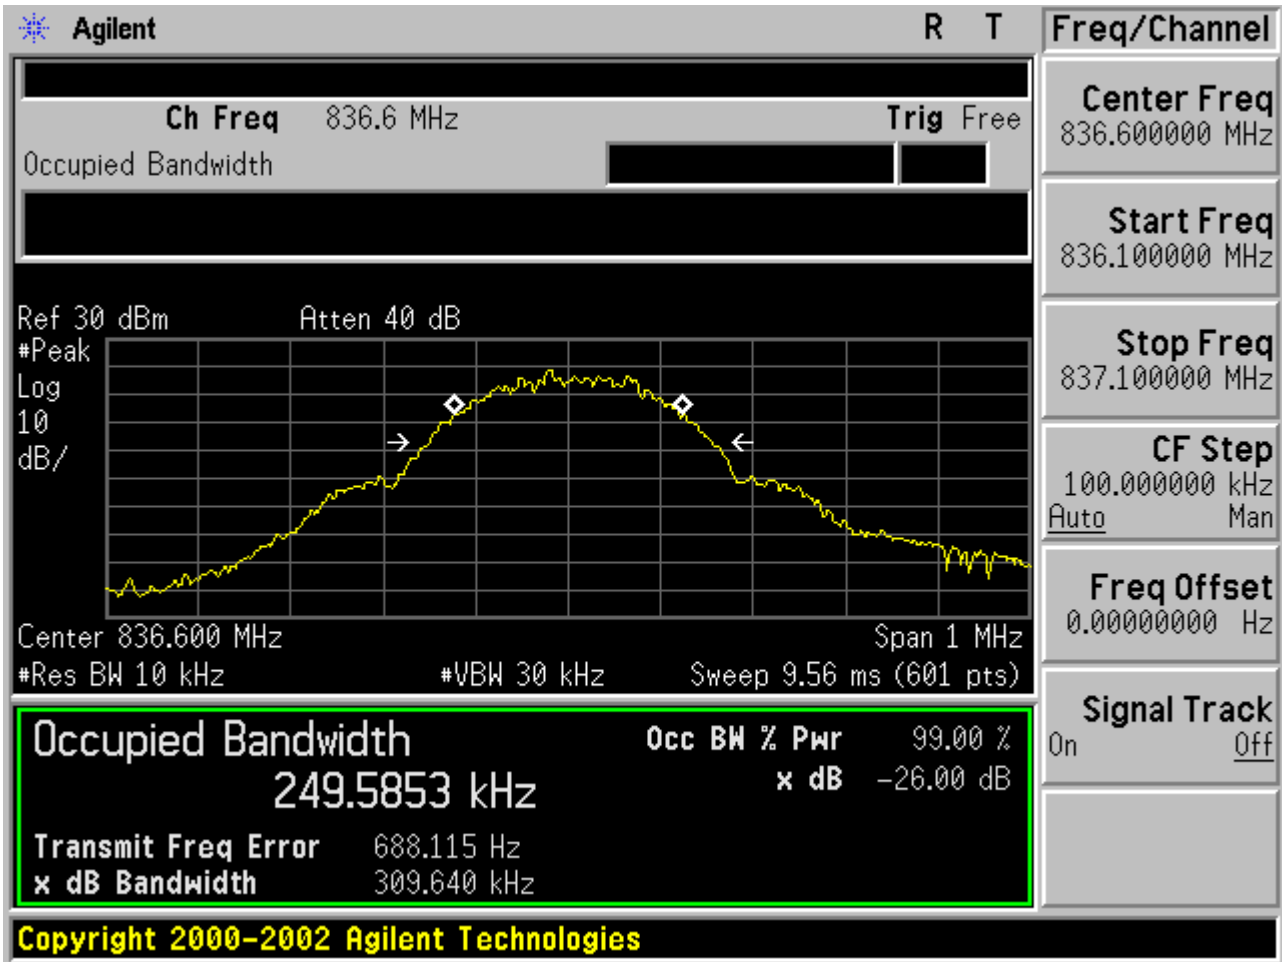 Agilent R T Freq/Channel
Ch Freq 836.6 MHz Trig Free
Occupied Bandwidth
Center Freq
836.600000 MHz
Start Freq
836.100000 MHz
Stop Freq
837.100000 MHz
CF Step
100.000000 kHz
Auto Man
Freq Offset
0.00000000 Hz
Signal Track
On Off
Ref 30 dBm Atten 40 dB
#Peak
Log
10
dB/
Center 836.600 MHz Span 1 MHz
#Res BW 10 kHz #VBW 30 kHz Sweep 9.56 ms (601 pts)
Occupied Bandwidth
249.5853 kHz
Occ BW % Pwr 99.00 %
x dB -26.00 dB
Transmit Freq Error 688.115 Hz
x dB Bandwidth 309.640 kHz
Copyright 2000-2002 Agilent Technologies